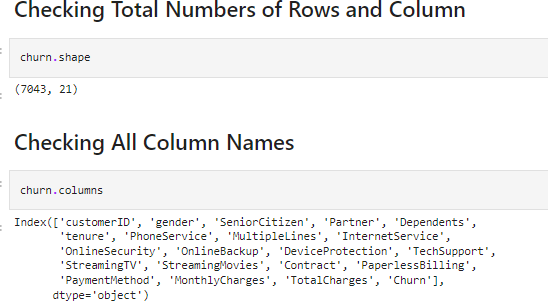 Checking Total Numbers of Rows and Column
churn.shape
(7043, 21)
Checking All Column Names
churn.columns
Index(['customerID', 'gender', 'SeniorCitizen', 'Partner', 'Dependents',
'tenure', 'PhoneService', 'MultipleLines', 'InternetService',
'OnlineSecurity', 'OnlineBackup', 'DeviceProtection', 'TechSupport',
'StreamingTV', 'StreamingMovies', 'Contract', 'PaperlessBilling',
'PaymentMethod', 'MonthlyCharges', 'TotalCharges', 'Churn'],
dtype='object')